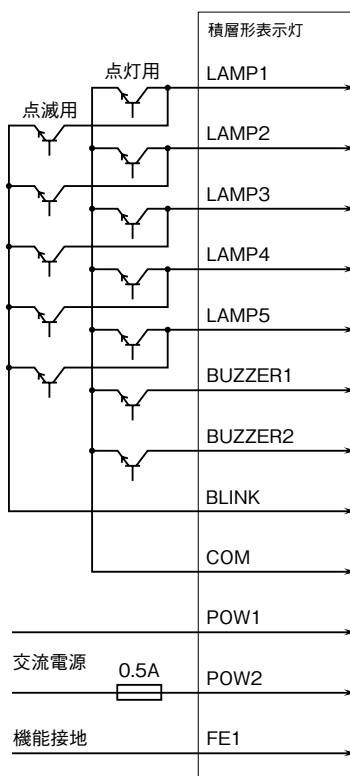 積層形表示灯
点灯用
LAMP1
点滅用
LAMP2
LAMP3
LAMP4
LAMP5
BUZZER1
BUZZER2
BLINK
COM
POW1
交流電源
0.5A
POW2
機能接地
FE1